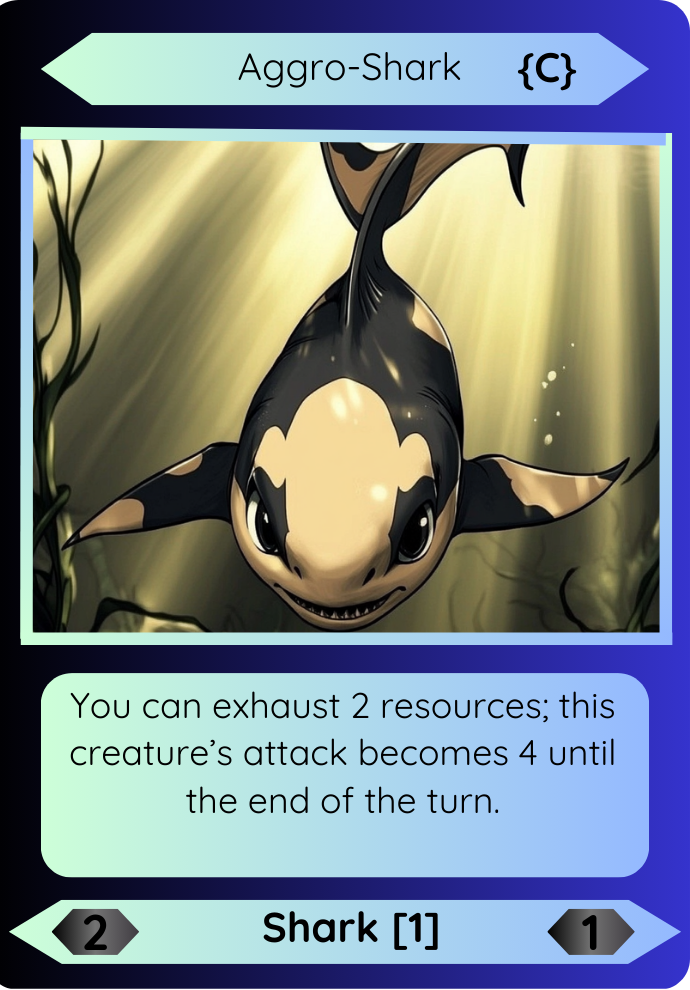 Aggro-Shark {C}
You can exhaust 2 resources; this
creature’s attack becomes 4 until
the end of the turn.
2 Shark [1] 1